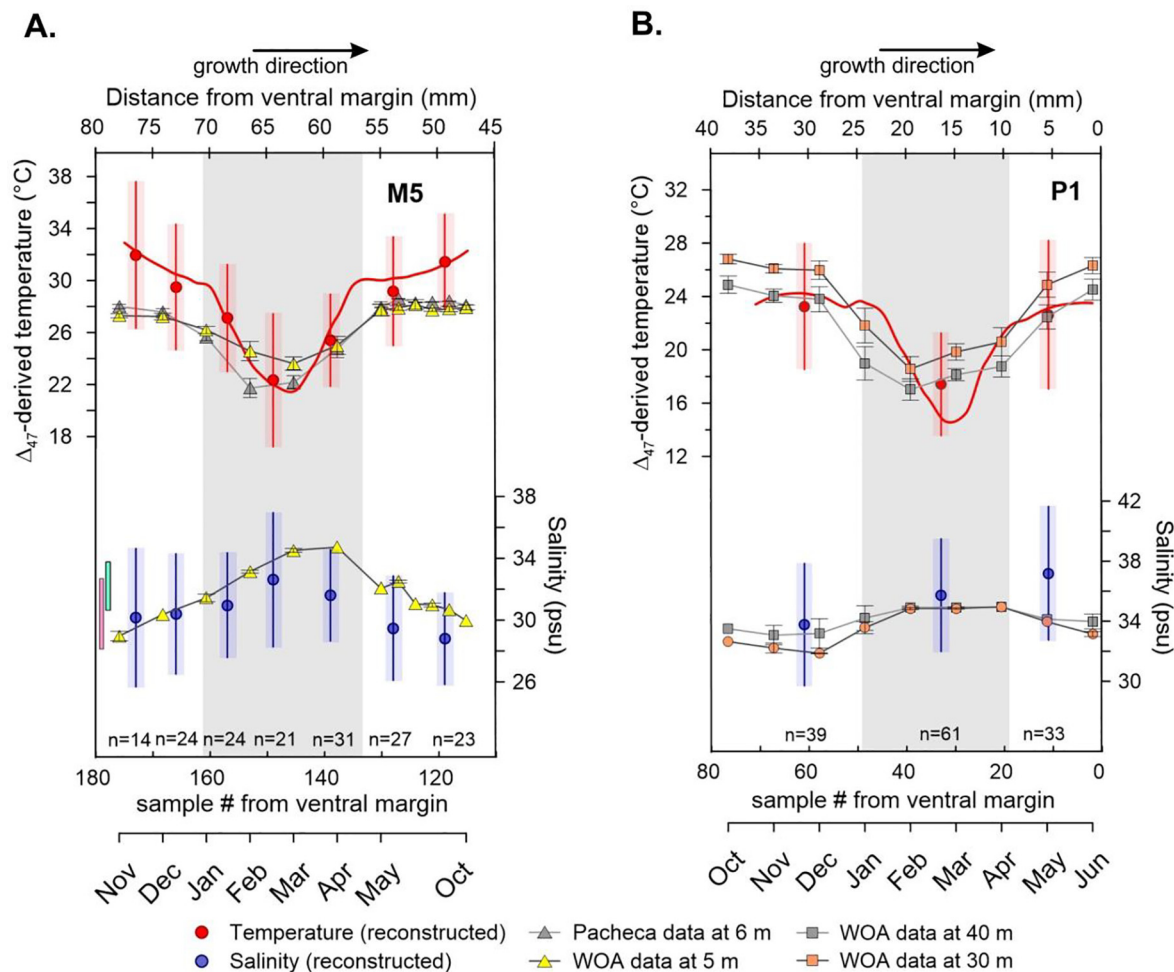 A.
growth direction
Distance from ventral margin (mm)
80 75 70 65 60 55 50 45
Δ47-derived temperature (°C)
38
34
30
26
22
18
M5
38
34
30
26
Salinity (psu)
n=14 n=24 n=24 n=21 n=31 n=27 n=23
180 160 140 120
sample # from ventral margin
Nov Dec Jan Feb Mar Apr May Oct
B.
growth direction
Distance from ventral margin (mm)
40 35 30 25 20 15 10 5 0
Δ47-derived temperature (°C)
32
28
24
20
16
12
P1
42
38
34
30
Salinity (psu)
n=39 n=61 n=33
80 60 40 20 0
sample # from ventral margin
Oct Nov Dec Jan Feb Mar Apr May Jun
Temperature (reconstructed) Pacheca data at 6 m WOA data at 40 m
Salinity (reconstructed) WOA data at 5 m WOA data at 30 m